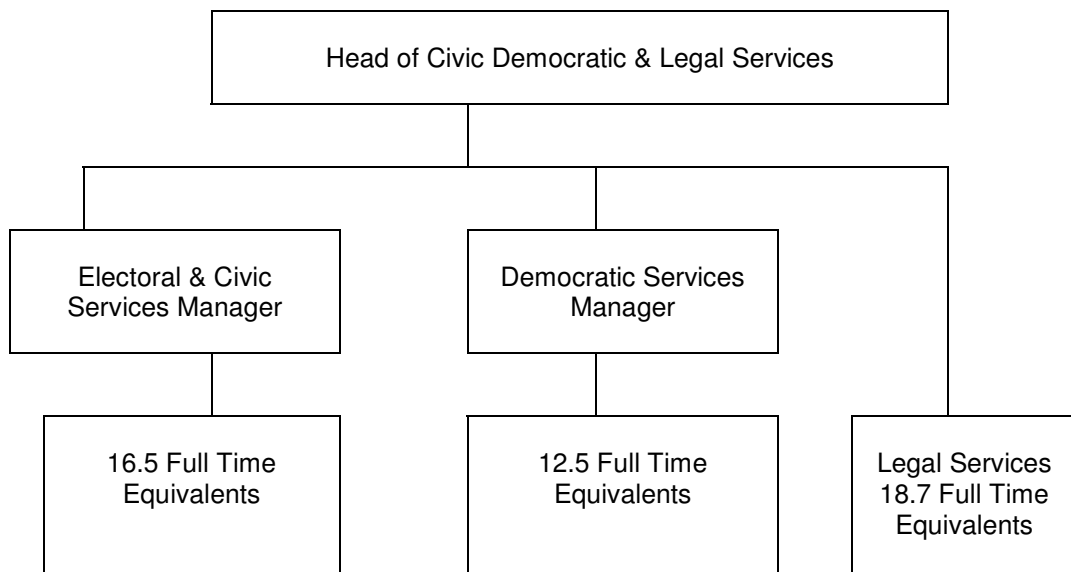 Head of Civic Democratic & Legal Services
Electoral & Civic
Services Manager
Democratic Services
Manager
16.5 Full Time
Equivalents
12.5 Full Time
Equivalents
Legal Services
18.7 Full Time
Equivalents